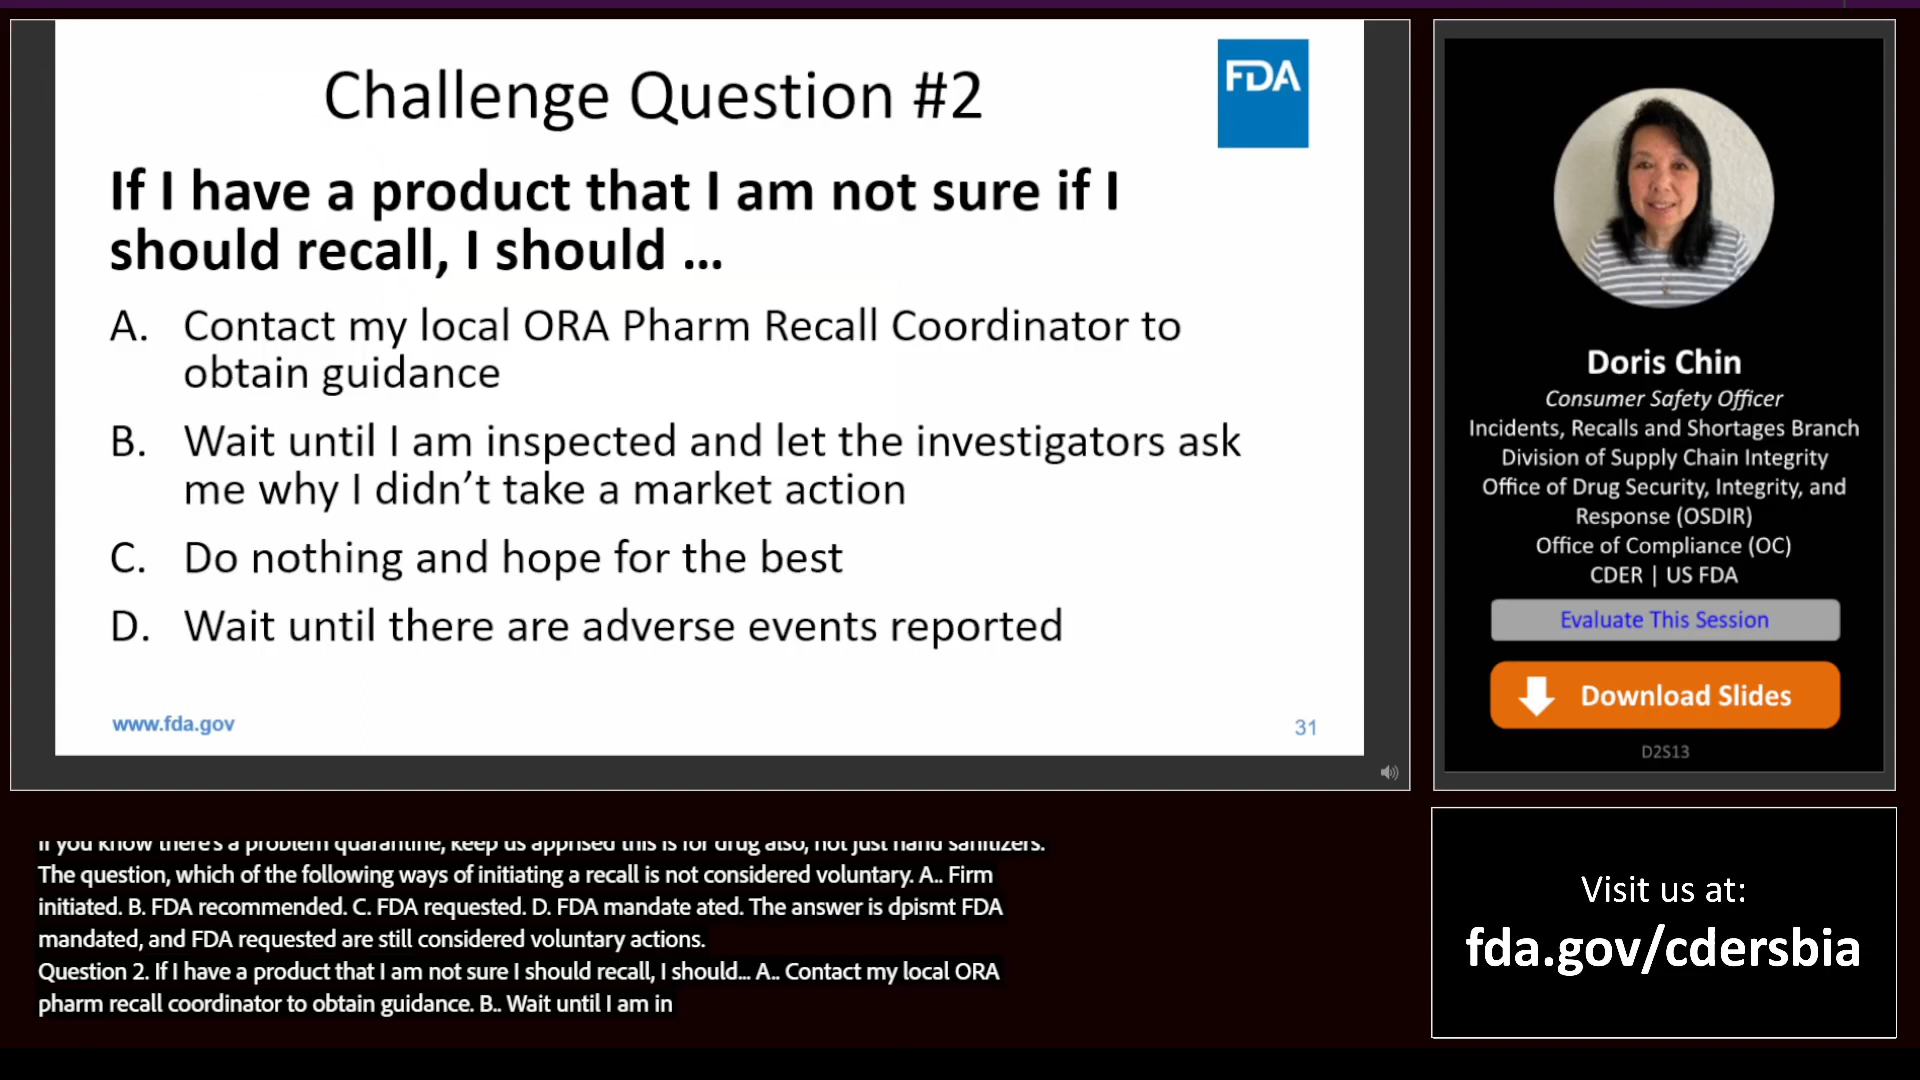 Challenge Question #2
FDA
If I have a product that I am not sure if I
should recall, I should ...
A. Contact my local ORA Pharm Recall Coordinator to
obtain guidance
B. Wait until I am inspected and let the investigators ask
me why I didn't take a market action
C. Do nothing and hope for the best
D. Wait until there are adverse events reported
www.fda.gov
31
Doris Chin
Consumer Safety Officer
Incidents, Recalls and Shortages Branch
Division of Supply Chain Integrity
Office of Drug Security, Integrity, and
Response (OSDIR)
Office of Compliance (OC)
CDER | US FDA
Evaluate This Session
Download Slides
D2S13
If you know there's a problem quarantine, keep us apprised this is for drug also, not just hand sanitizers.
The question, which of the following ways of initiating a recall is not considered voluntary. A.. Firm
initiated. B. FDA recommended. C. FDA requested. D. FDA mandate ated. The answer is dpismt FDA
mandated, and FDA requested are still considered voluntary actions.
Question 2. If I have a product that I am not sure I should recall, I should... A.. Contact my local ORA
pharm recall coordinator to obtain guidance. B.. Wait until I am in
Visit us at:
fda.gov/cdersbia